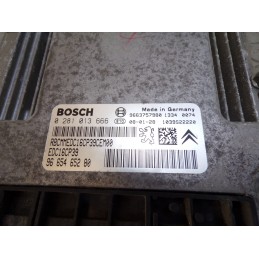 BOSCH
Made in Germany
0 281 013 666
9663757980 1334 0074
08-01-28 1039S22220
RBCMMEDC16CP39CEM00
EDC16CP39
96 654 652 80